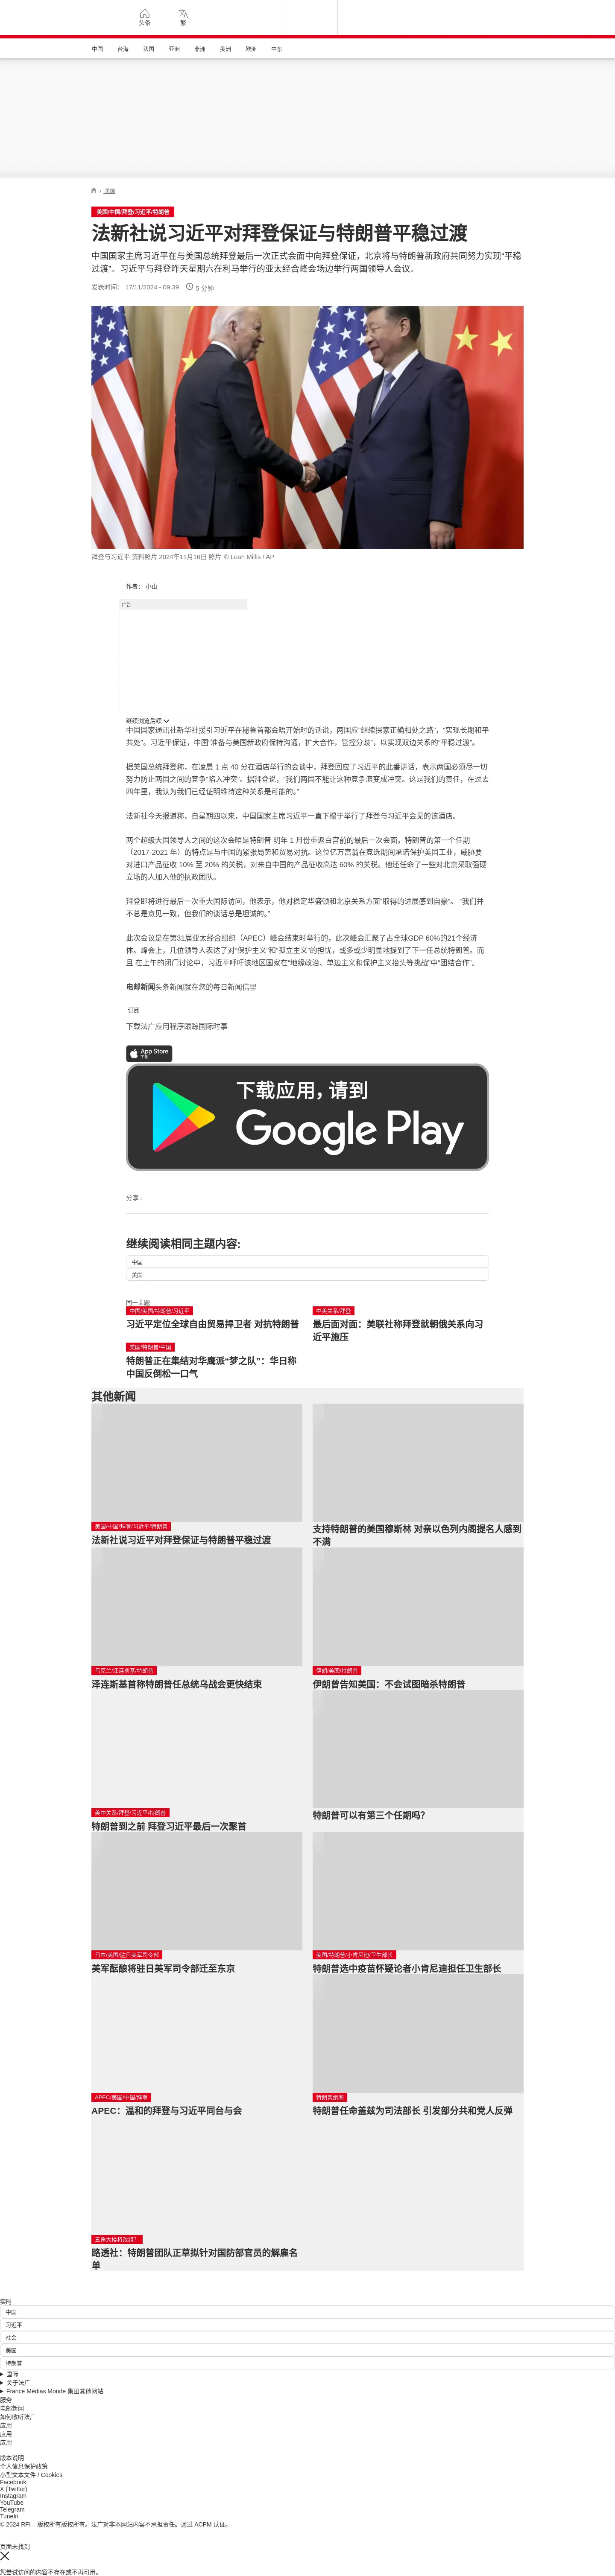 头条
繁
中国 台海 法国 亚洲 非洲 美洲 欧洲 中东
/ 美国
美国/中国/拜登/习近平/特朗普
法新社说习近平对拜登保证与特朗普平稳过渡
中国国家主席习近平在与美国总统拜登最后一次正式会面中向拜登保证，北京将与特朗普新政府共同努力实现“平稳
过渡”。习近平与拜登昨天星期六在利马举行的亚太经合峰会场边举行两国领导人会议。
发表时间： 17/11/2024 - 09:39 5 分钟
拜登与习近平 资料照片 2024年11月16日 照片 © Leah Millis / AP
作者： 小山
广告
继续浏览后续
中国国家通讯社新华社援引习近平在秘鲁首都会晤开始时的话说，两国应“继续探索正确相处之路”，“实现长期和平
共处”。习近平保证，中国“准备与美国新政府保持沟通，扩大合作，管控分歧”，以实现双边关系的“平稳过渡”。
据美国总统拜登称，在凌晨 1 点 40 分在酒店举行的会谈中，拜登回应了习近平的此番讲话，表示两国必须尽一切
努力防止两国之间的竞争“陷入冲突”。据拜登说，“我们两国不能让这种竞争演变成冲突。这是我们的责任，在过去
四年里，我认为我们已经证明维持这种关系是可能的。”
法新社今天报道称，自星期四以来，中国国家主席习近平一直下榻于举行了拜登与习近平会见的该酒店。
两个超级大国领导人之间的这次会晤是特朗普 明年 1 月份重返白宫前的最后一次会面，特朗普的第一个任期
（2017-2021 年）的特点是与中国的紧张局势和贸易对抗。这位亿万富翁在竞选期间承诺保护美国工业，威胁要
对进口产品征收 10% 至 20% 的关税，对来自中国的产品征收高达 60% 的关税。他还任命了一些对北京采取强硬
立场的人加入他的执政团队。
拜登即将进行最后一次重大国际访问，他表示，他对稳定华盛顿和北京关系方面“取得的进展感到自豪”。 “我们并
不总是意见一致，但我们的谈话总是坦诚的。”
此次会议是在第31届亚太经合组织（APEC）峰会结束时举行的，此次峰会汇聚了占全球GDP 60%的21个经济
体。峰会上，几位领导人表达了对“保护主义”和“孤立主义”的担忧，或多或少明显地提到了下一任总统特朗普。而
且 在上午的闭门讨论中，习近平呼吁该地区国家在“地缘政治、单边主义和保护主义抬头等挑战”中“团结合作”。
电邮新闻头条新闻就在您的每日新闻信里
订阅
下载法广应用程序跟踪国际时事
App Store
下载
下载应用，请到
Google Play
分享 :
继续阅读相同主题内容:
中国
美国
同一主题
中国/美国/特朗普/习近平
习近平定位全球自由贸易捍卫者 对抗特朗普
中美关系/拜登
最后面对面：美联社称拜登就朝俄关系向习
近平施压
美国/特朗普/中国
特朗普正在集结对华鹰派“梦之队”：华日称
中国反倒松一口气
其他新闻
美国/中国/拜登/习近平/特朗普
法新社说习近平对拜登保证与特朗普平稳过渡
支持特朗普的美国穆斯林 对亲以色列内阁提名人感到
不满
乌克兰/泽连斯基/特朗普
泽连斯基首称特朗普任总统乌战会更快结束
伊朗/美国/特朗普
伊朗曾告知美国：不会试图暗杀特朗普
美中关系/拜登/习近平/特朗普
特朗普到之前 拜登习近平最后一次聚首
特朗普可以有第三个任期吗？
日本/美国/驻日美军司令部
美军酝酿将驻日美军司令部迁至东京
美国/特朗普/小肯尼迪/卫生部长
特朗普选中疫苗怀疑论者小肯尼迪担任卫生部长
APEC/美国/中国/拜登
APEC：温和的拜登与习近平同台与会
特朗普组阁
特朗普任命盖兹为司法部长 引发部分共和党人反弹
五角大楼将改组？
路透社：特朗普团队正草拟针对国防部官员的解雇名
单
实时
中国
习近平
社会
美国
特朗普
国际
关于法广
France Médias Monde 集团其他网站
服务
电邮新闻
如何收听法广
应用
应用
应用
版本说明
个人信息保护政策
小型文本文件 / Cookies
Facebook
X (Twitter)
Instagram
YouTube
Telegram
TuneIn
© 2024 RFI – 版权所有版权所有。法广对非本网站内容不承担责任。通过 ACPM 认证。
页面未找到
您尝试访问的内容不存在或不再可用。